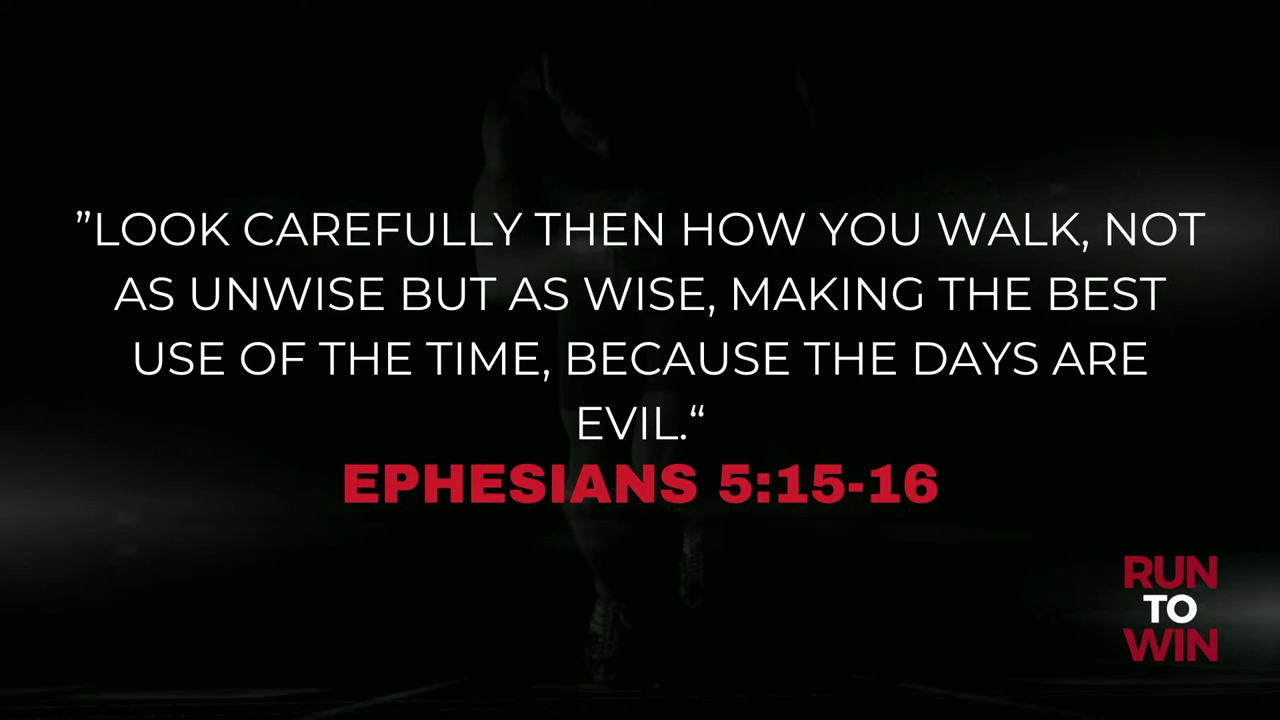 ”LOOK CAREFULLY THEN HOW YOU WALK, NOT
AS UNWISE BUT AS WISE, MAKING THE BEST
USE OF THE TIME, BECAUSE THE DAYS ARE
EVIL.“
EPHESIANS 5:15-16
RUN
TO
WIN